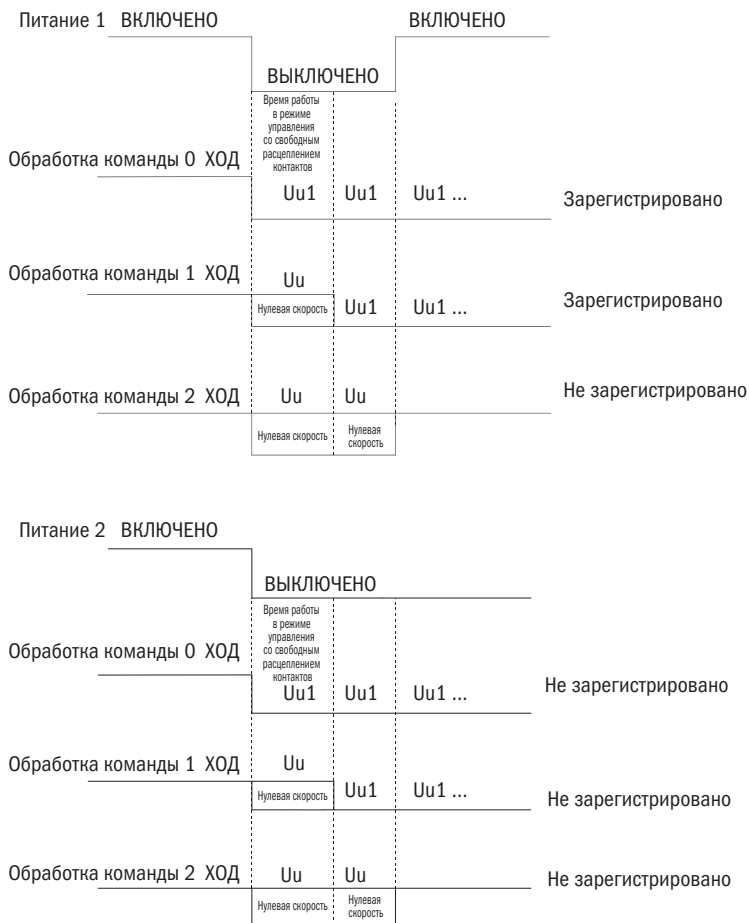 Питание 1 ВКЛЮЧЕНО ВКЛЮЧЕНО
ВЫКЛЮЧЕНО
Время работы
в режиме
управления
со свободным
расцеплением
контактов
Обработка команды 0 ХОД
Uu1 Uu1 Uu1 ... Зарегистрировано
Обработка команды 1 ХОД Uu
Нулевая скорость Uu1 Uu1 ... Зарегистрировано
Обработка команды 2 ХОД Uu Uu Не зарегистрировано
Нулевая скорость Нулевая
скорость
Питание 2 ВКЛЮЧЕНО
ВЫКЛЮЧЕНО
Время работы
в режиме
управления
со свободным
расцеплением
контактов
Обработка команды 0 ХОД
Uu1 Uu1 Uu1 ... Не зарегистрировано
Обработка команды 1 ХОД Uu
Нулевая скорость Uu1 Uu1 ... Не зарегистрировано
Обработка команды 2 ХОД Uu Uu Не зарегистрировано
Нулевая скорость Нулевая
скорость